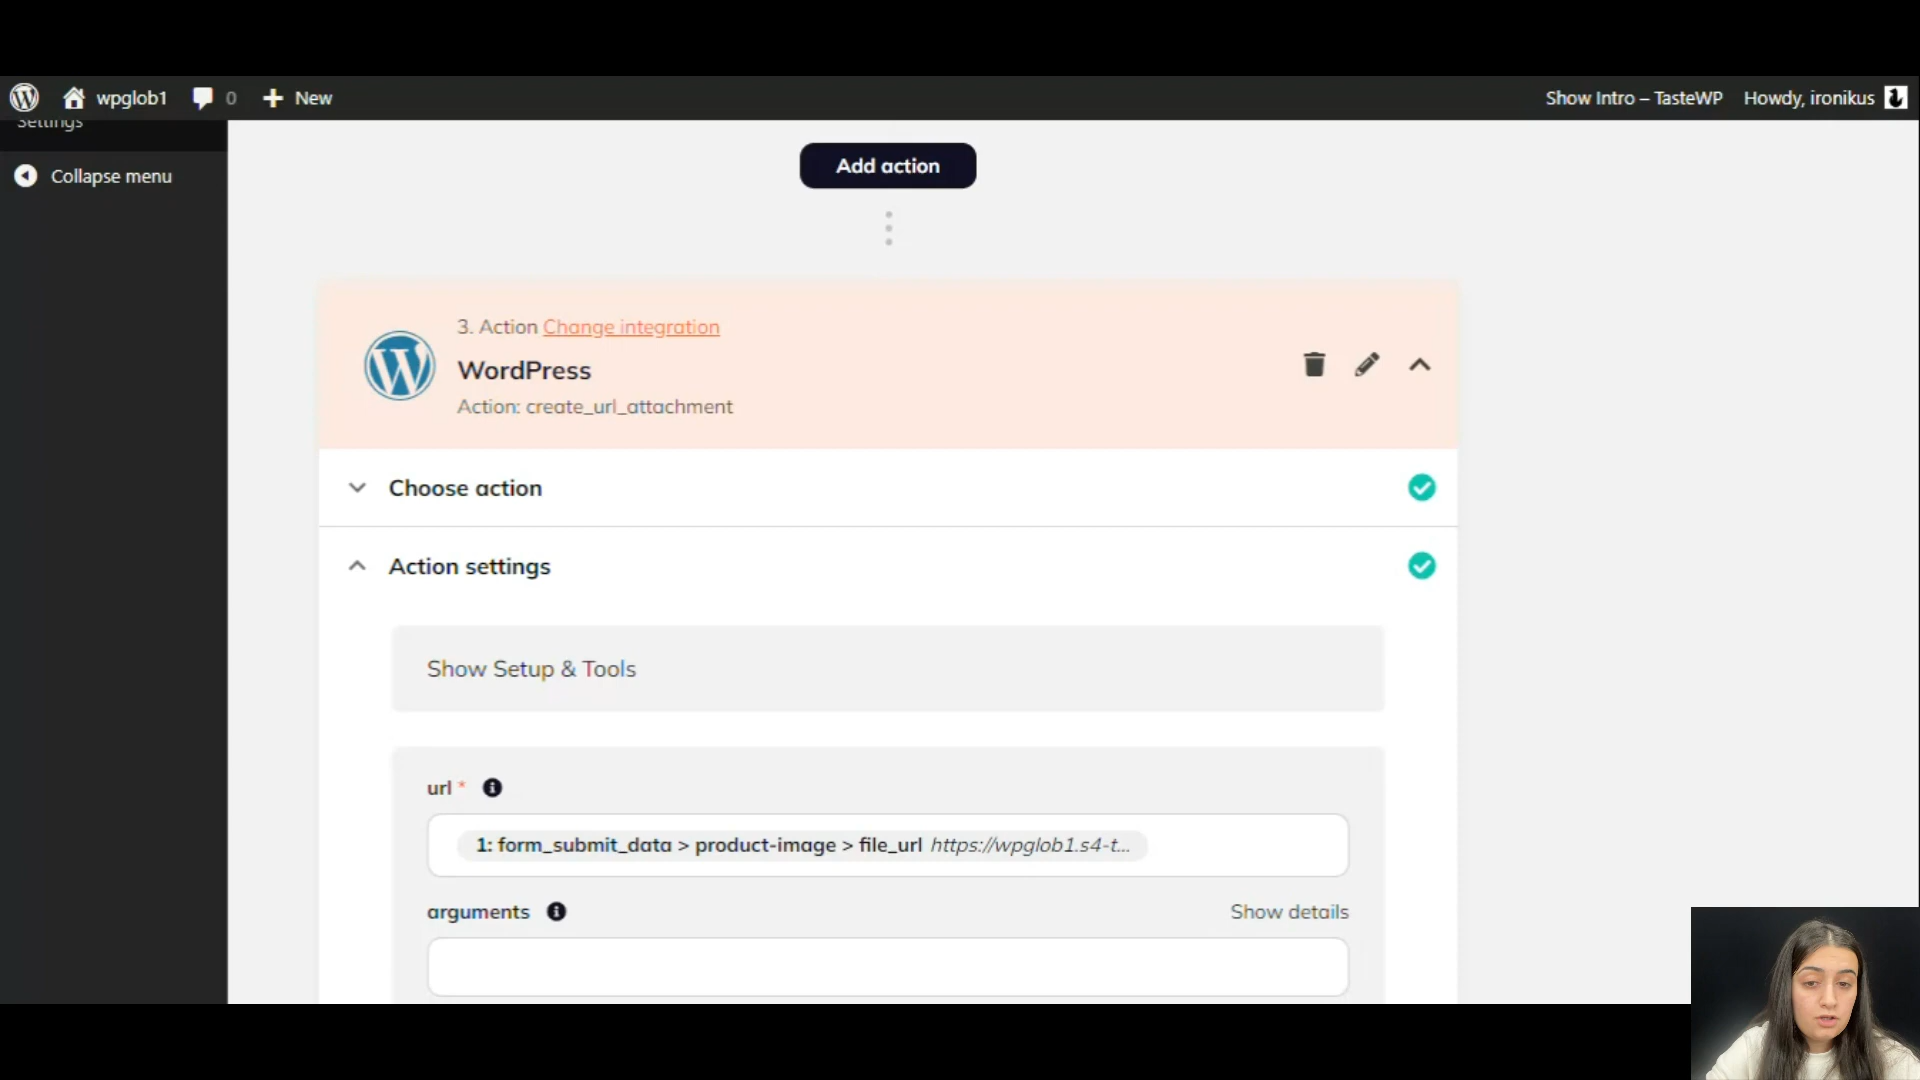 wpglob1
0
New
Show Intro – TasteWP
Howdy, ironikus
Settings
Collapse menu
Add action
3. Action Change integration
WordPress
Action: create_url_attachment
Choose action
Action settings
Show Setup & Tools
url *
1: form_submit_data > product-image > file_url https://wpglob1.s4-t...
arguments
Show details